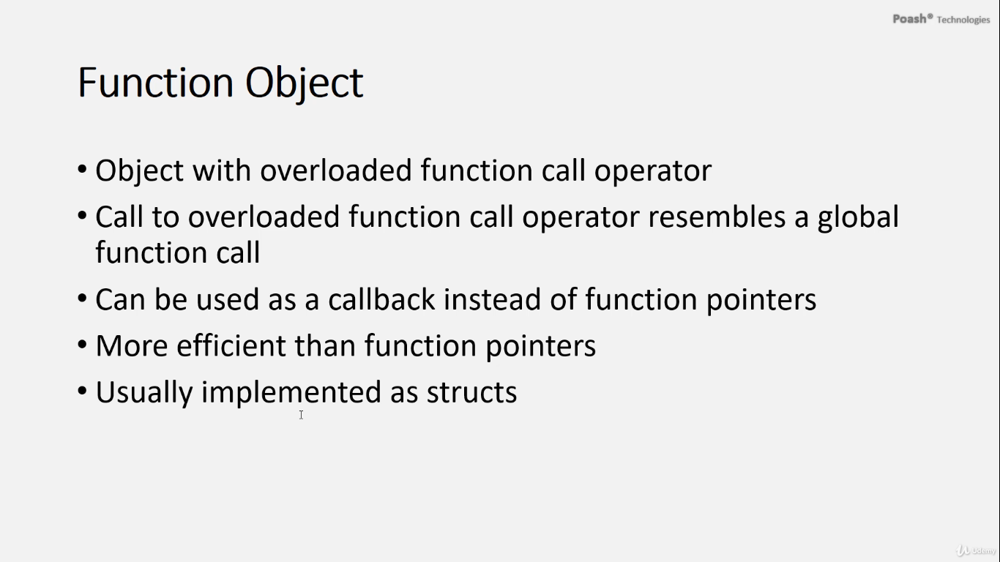 Poash® Technologies
Function Object
• Object with overloaded function call operator
• Call to overloaded function call operator resembles a global
function call
• Can be used as a callback instead of function pointers
• More efficient than function pointers
• Usually implemented as structs
Udemy